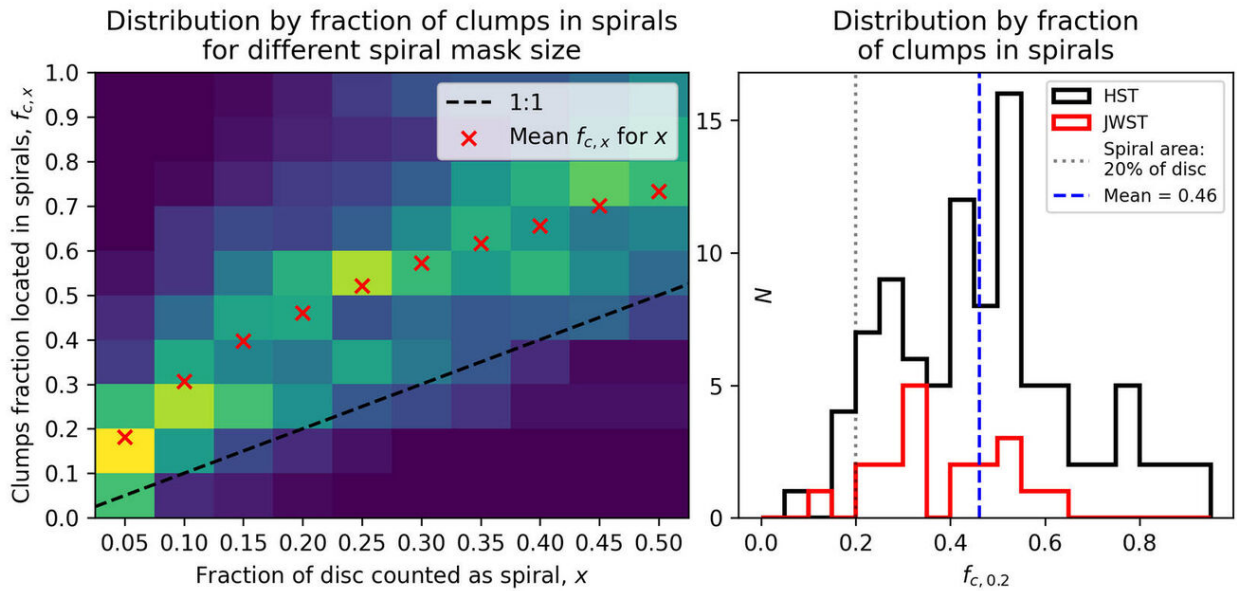 Distribution by fraction of clumps in spirals
for different spiral mask size
Clumps fraction located in spirals, f_{c,x}
1.0
0.9
0.8
0.7
0.6
0.5
0.4
0.3
0.2
0.1
0.0
1:1
Mean f_{c,x} for x
0.05 0.10 0.15 0.20 0.25 0.30 0.35 0.40 0.45 0.50
Fraction of disc counted as spiral, x
Distribution by fraction
of clumps in spirals
N
15
10
5
0
HST
JWST
Spiral area:
20% of disc
Mean = 0.46
0.0 0.2 0.4 0.6 0.8
f_{c,0.2}